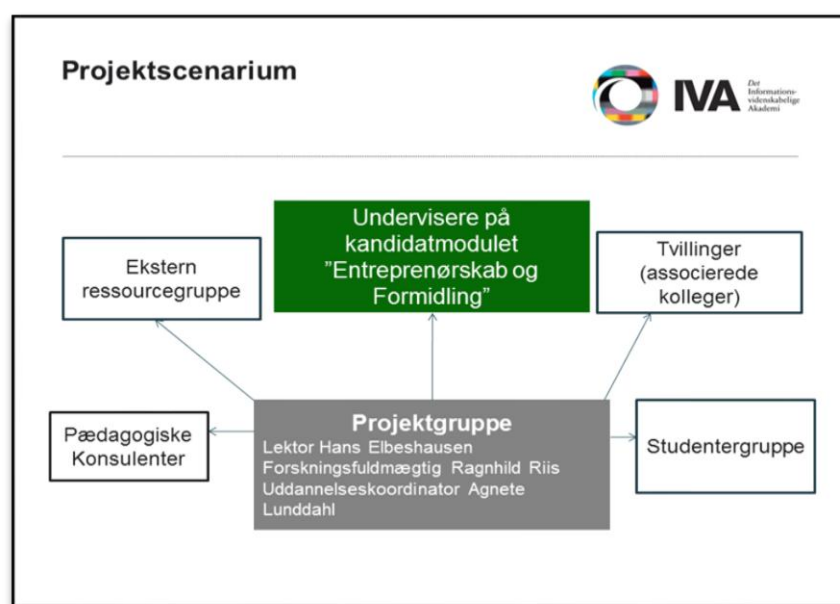 Projektscenarium
IVA
Det
Informations-
videnskabelige
Akademi
Undervisere på
kandidatmodulet
”Entreprenørskab og
Formidling”
Ekstern
ressourcegruppe
Tvillinger
(associerede
kolleger)
Projektgruppe
Lektor Hans Elbeshausen
Forskningsfuldmægtig Ragnhild Riis
Uddannelseskoordinator Agnete
Lunddahl
Pædagogiske
Konsulenter
Studentergruppe